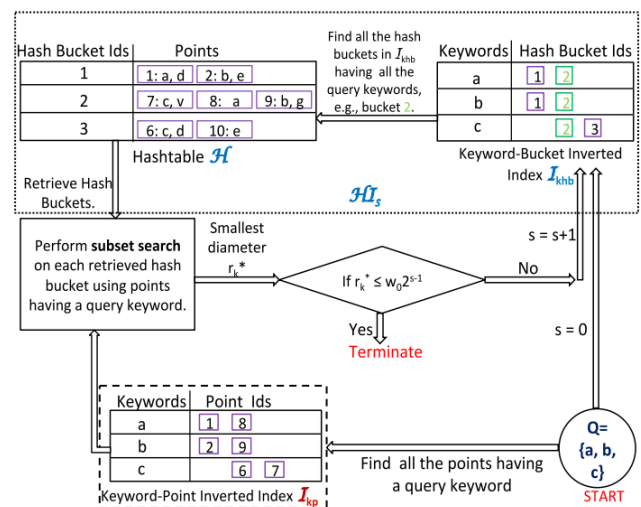 Hash Bucket Ids Points
1 1: a, d 2: b, e
2 7: c, v 8: a 9: b, g
3 6: c, d 10: e
Hashtable H
Find all the hash
buckets in I_khb
having all the
query keywords,
e.g., bucket 2.
Keywords Hash Bucket Ids
a 1 2
b 1 2
c 2 3
Keyword-Bucket Inverted
Index I_khb
HI_s
Retrieve Hash
Buckets.
Perform subset search
on each retrieved hash
bucket using points
having a query keyword.
Smallest
diameter
r_k*
If r_k* ≤ w_0 2^{s-1}
No
s = s+1
s = 0
Yes
Terminate
Keywords Point Ids
a 1 8
b 2 9
c 6 7
Keyword-Point Inverted Index I_kp
Find all the points having
a query keyword
Q=
{a, b,
c}
START